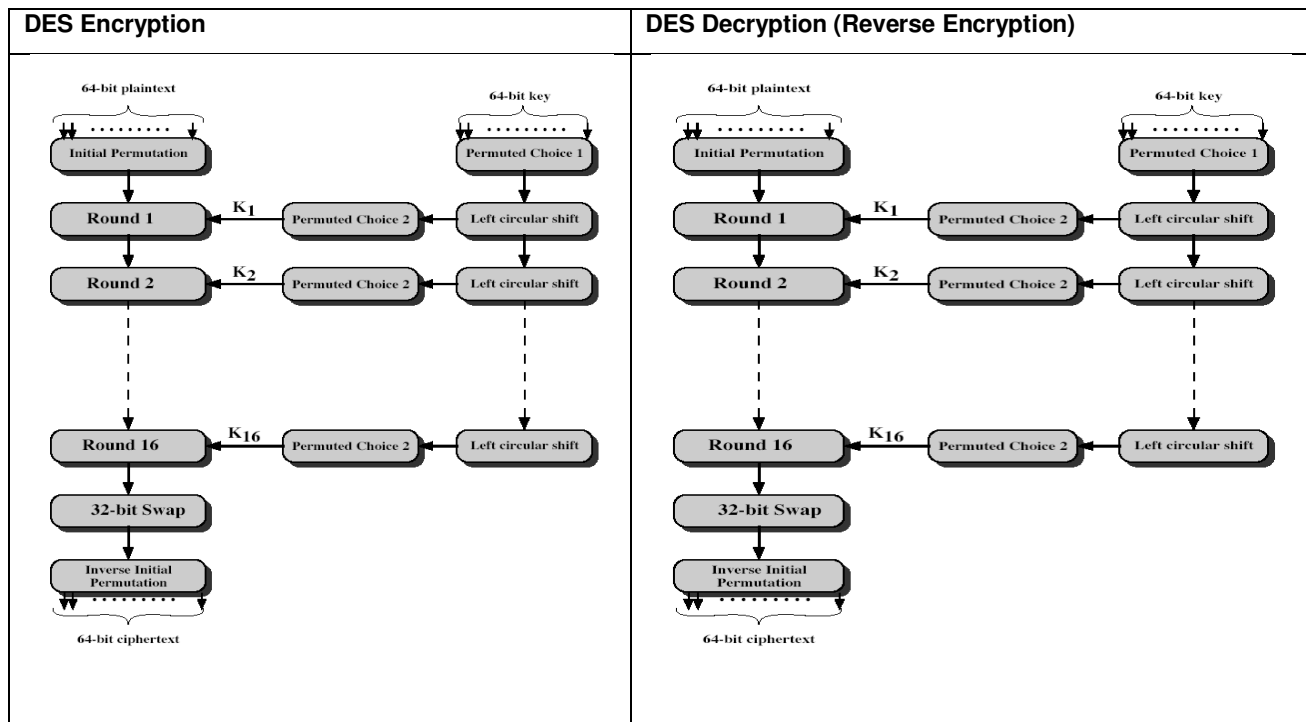 DES Encryption
64-bit plaintext
64-bit key
Initial Permutation
Permuted Choice 1
Round 1
K1
Permuted Choice 2
Left circular shift
Round 2
K2
Permuted Choice 2
Left circular shift
Round 16
K16
Permuted Choice 2
Left circular shift
32-bit Swap
Inverse Initial
Permutation
64-bit ciphertext
DES Decryption (Reverse Encryption)
64-bit plaintext
64-bit key
Initial Permutation
Permuted Choice 1
Round 1
K1
Permuted Choice 2
Left circular shift
Round 2
K2
Permuted Choice 2
Left circular shift
Round 16
K16
Permuted Choice 2
Left circular shift
32-bit Swap
Inverse Initial
Permutation
64-bit ciphertext